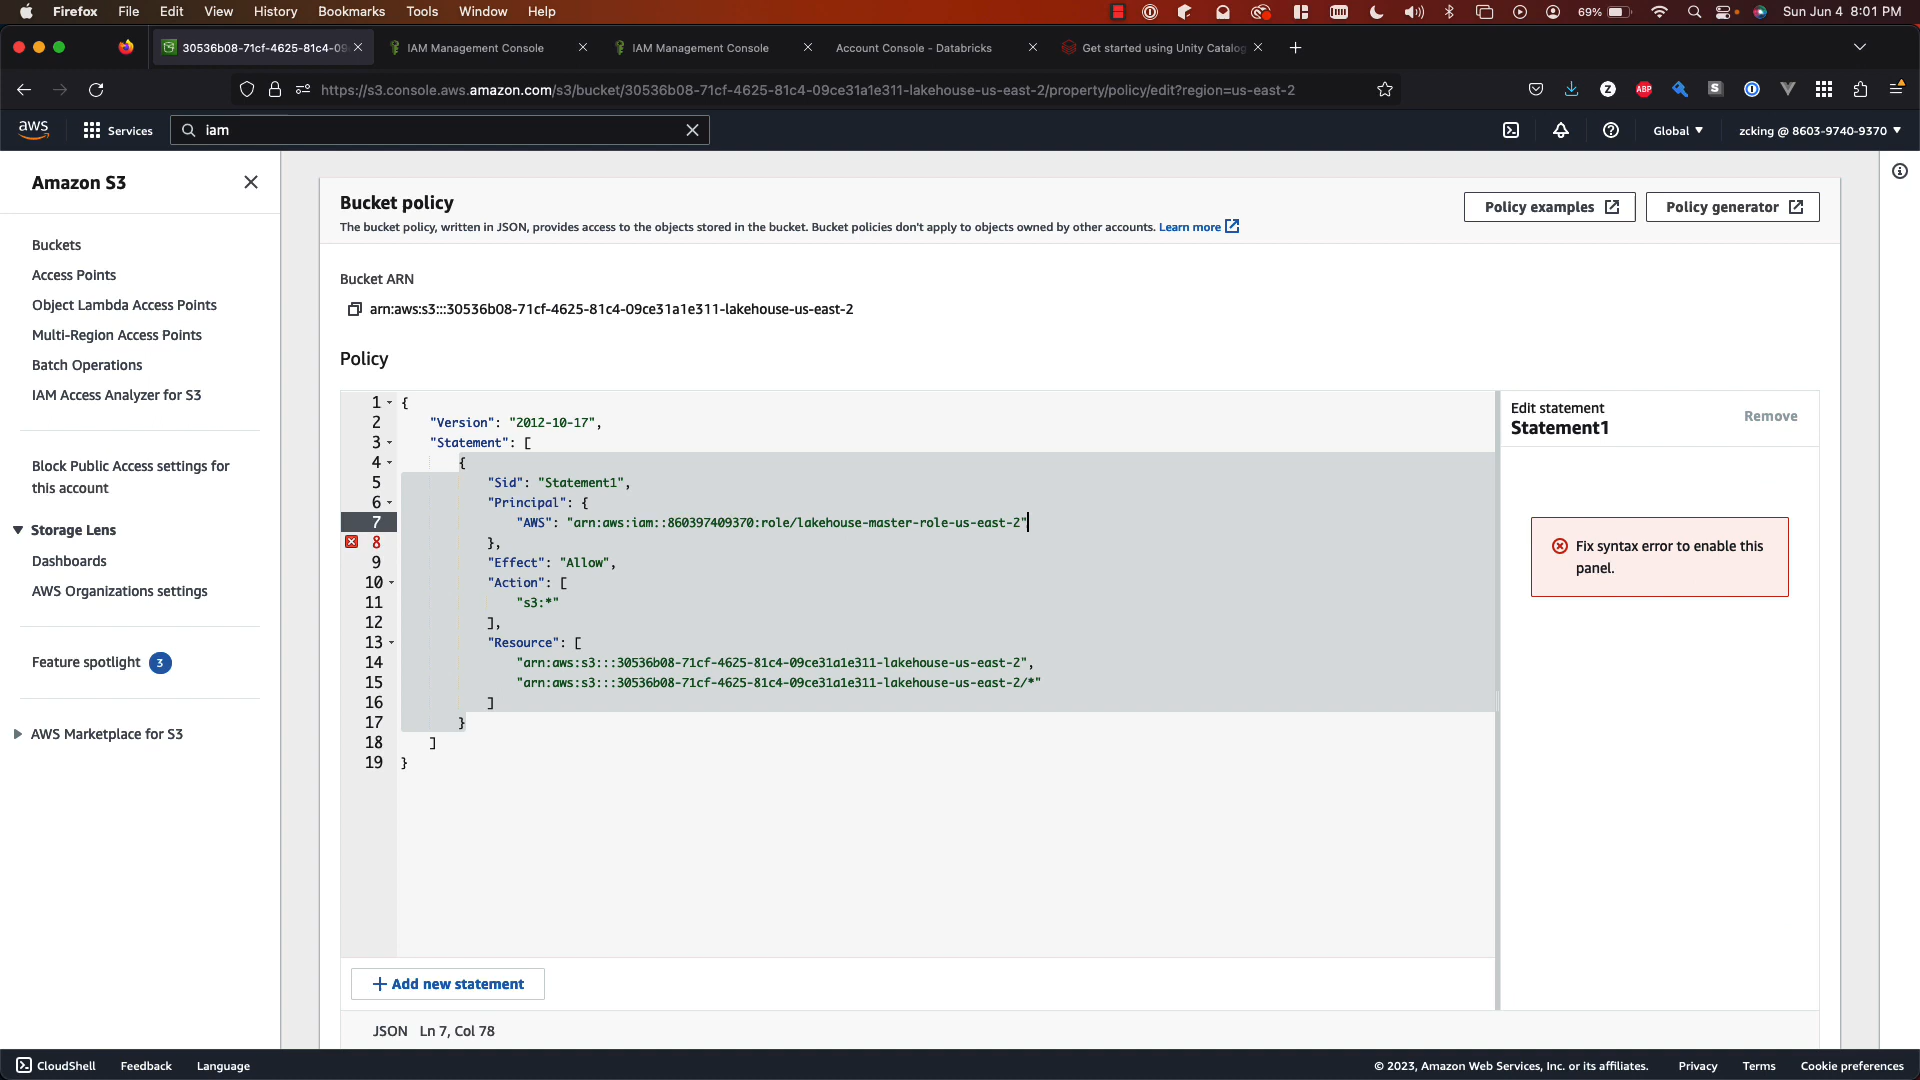 Firefox File Edit View History Bookmarks Tools Window Help 69% Sun Jun 4 8:01 PM
30536b08-71cf-4625-81c4-09 IAM Management Console IAM Management Console Account Console - Databricks Get started using Unity Catalog
https://s3.console.aws.amazon.com/s3/bucket/30536b08-71cf-4625-81c4-09ce31a1e311-lakehouse-us-east-2/property/policy/edit?region=us-east-2
ABP
aws Services iam Global zcking @ 8603-9740-9370
Amazon S3
Buckets
Access Points
Object Lambda Access Points
Multi-Region Access Points
Batch Operations
IAM Access Analyzer for S3
Block Public Access settings for
this account
Storage Lens
Dashboards
AWS Organizations settings
Feature spotlight 3
AWS Marketplace for S3
Bucket policy
The bucket policy, written in JSON, provides access to the objects stored in the bucket. Bucket policies don't apply to objects owned by other accounts. Learn more
Policy examples Policy generator
Bucket ARN
arn:aws:s3:::30536b08-71cf-4625-81c4-09ce31a1e311-lakehouse-us-east-2
Policy
1 {
2 "Version": "2012-10-17",
3 "Statement": [
4 {
5 "Sid": "Statement1",
6 "Principal": {
7 "AWS": "arn:aws:iam::860397409370:role/lakehouse-master-role-us-east-2"
8 },
9 "Effect": "Allow",
10 "Action": [
11 "s3:*"
12 ],
13 "Resource": [
14 "arn:aws:s3:::30536b08-71cf-4625-81c4-09ce31a1e311-lakehouse-us-east-2",
15 "arn:aws:s3:::30536b08-71cf-4625-81c4-09ce31a1e311-lakehouse-us-east-2/*"
16 ]
17 }
18 ]
19 }
Edit statement
Statement1
Remove
Fix syntax error to enable this
panel.
Add new statement
JSON Ln 7, Col 78
CloudShell Feedback Language © 2023, Amazon Web Services, Inc. or its affiliates. Privacy Terms Cookie preferences